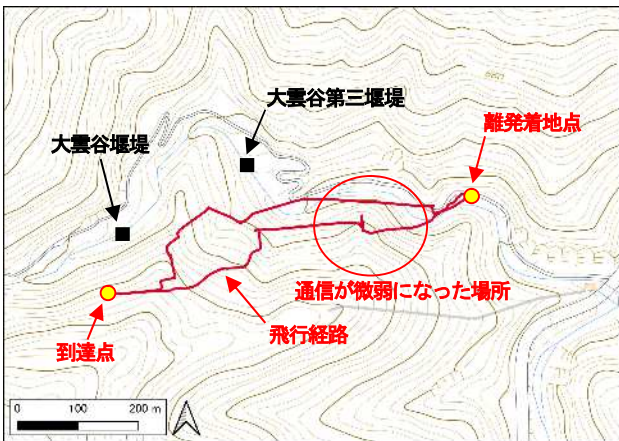 大雲谷第三堰堤
離発着地点
大雲谷堰堤
通信が微弱になった場所
飛行経路
到達点
0 100 200 m